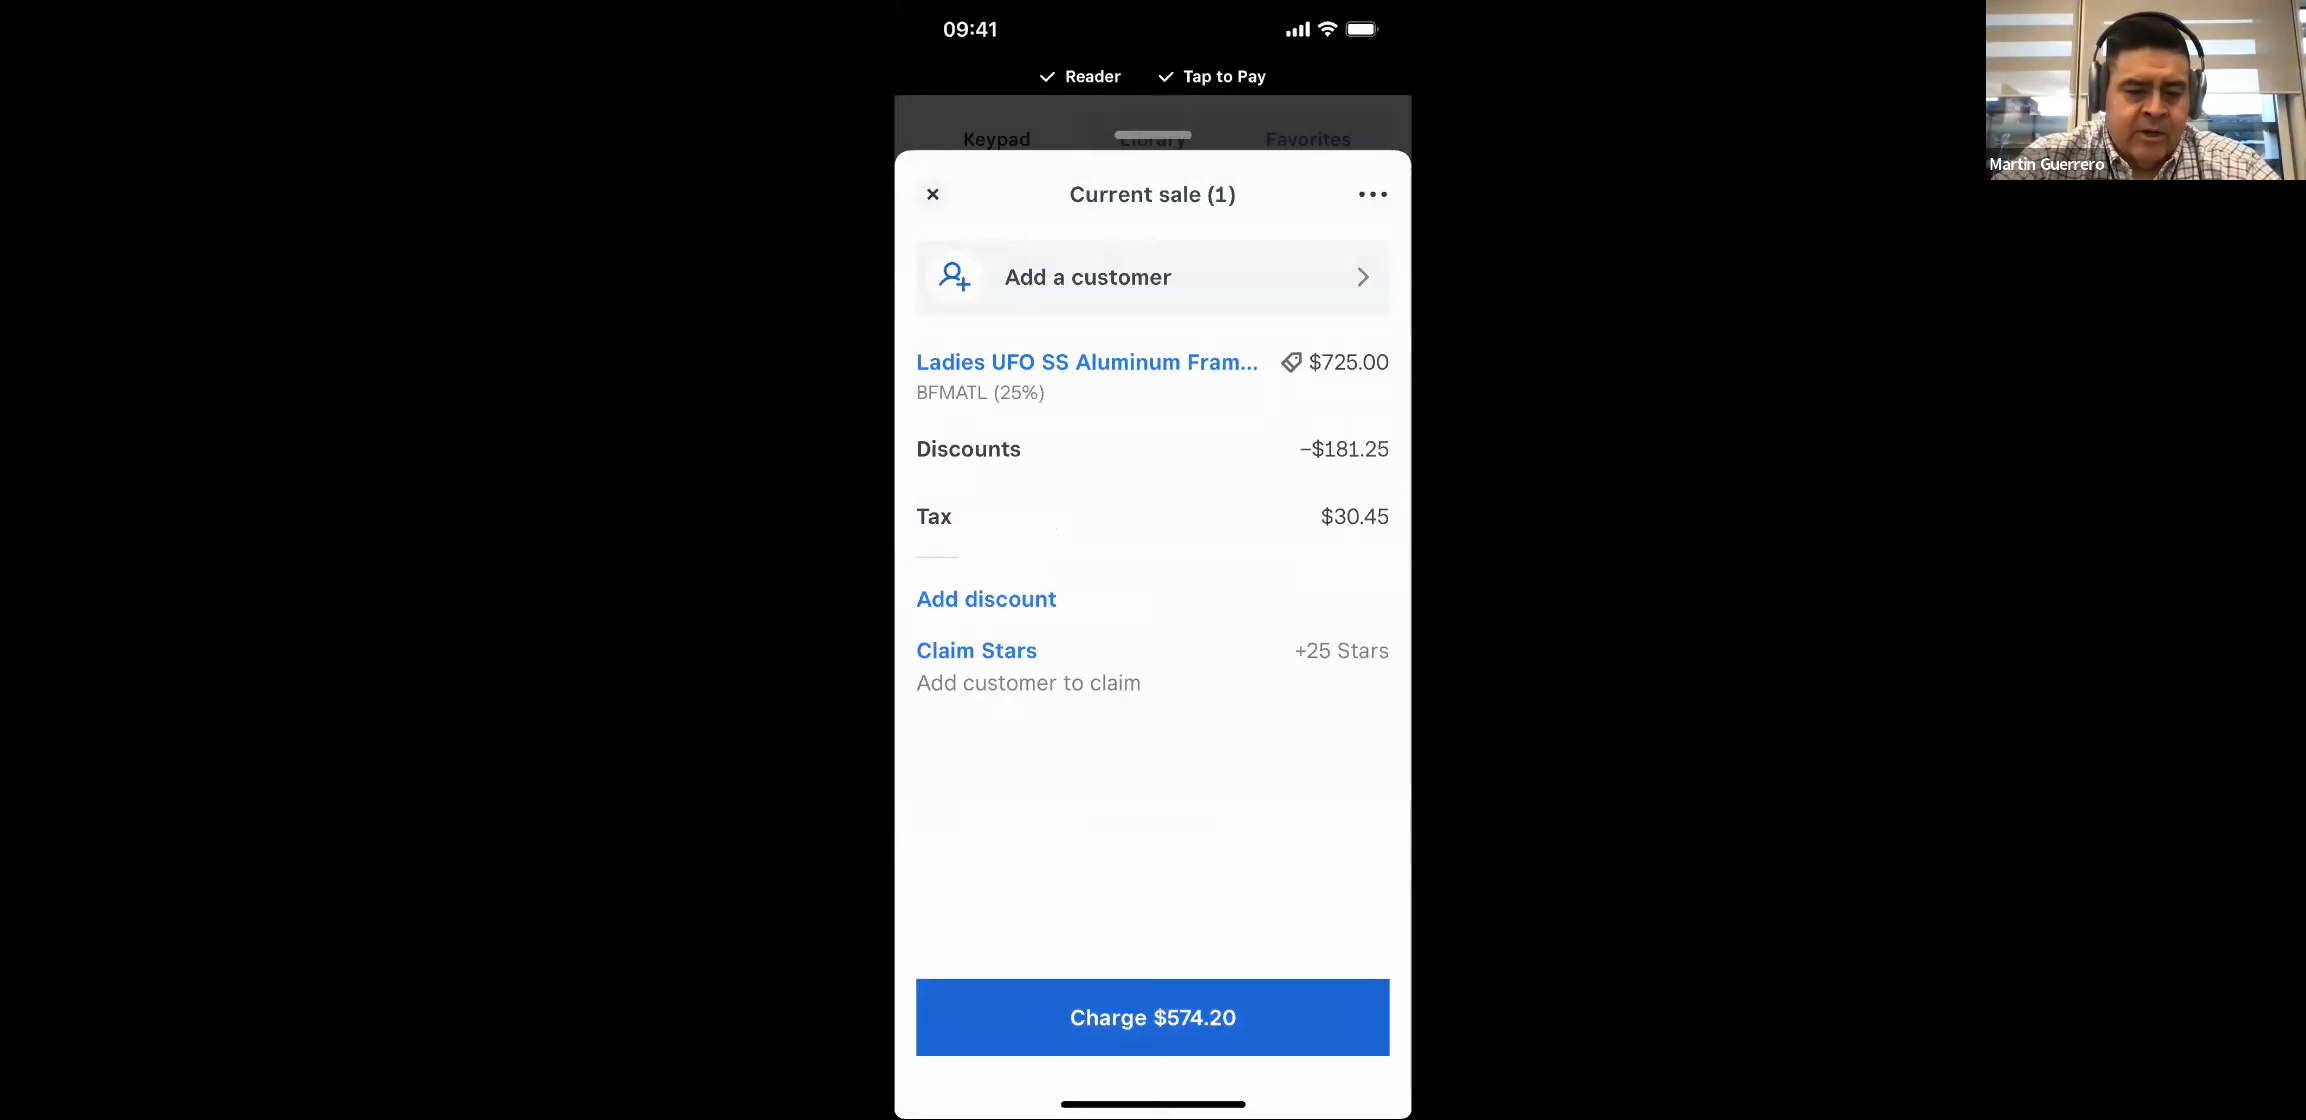 09:41
Reader Tap to Pay
Keypad Library Favorites
Current sale (1)
Add a customer
Ladies UFO SS Aluminum Fram... $725.00
BFMATL (25%)
Discounts −$181.25
Tax $30.45
Add discount
Claim Stars +25 Stars
Add customer to claim
Charge $574.20
Martin Guerrero